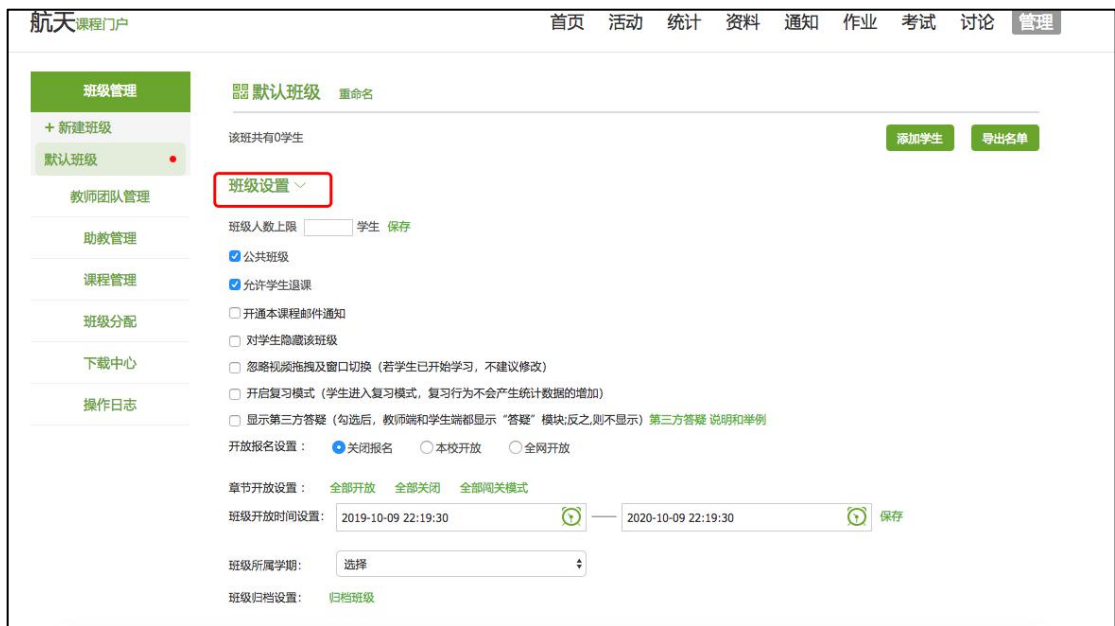 航天课程门户
首页 活动 统计 资料 通知 作业 考试 讨论 管理
班级管理
+ 新建班级
默认班级
教师团队管理
助教管理
课程管理
班级分配
下载中心
操作日志
默认班级 重命名
该班共有0学生 添加学生 导出名单
班级设置
班级人数上限 学生 保存
公共班级
允许学生退课
开通本课程邮件通知
对学生隐藏该班级
忽略视频拖拽及窗口切换（若学生已开始学习，不建议修改）
开启复习模式（学生进入复习模式，复习行为不会产生统计数据的增加）
显示第三方答疑（勾选后，教师端和学生端都显示“答疑”模块;反之,则不显示）第三方答疑 说明和举例
开放报名设置： 关闭报名 本校开放 全网开放
章节开放设置： 全部开放 全部关闭 全部闯关模式
班级开放时间设置: 2019-10-09 22:19:30 —— 2020-10-09 22:19:30 保存
班级所属学期: 选择
班级归档设置: 归档班级